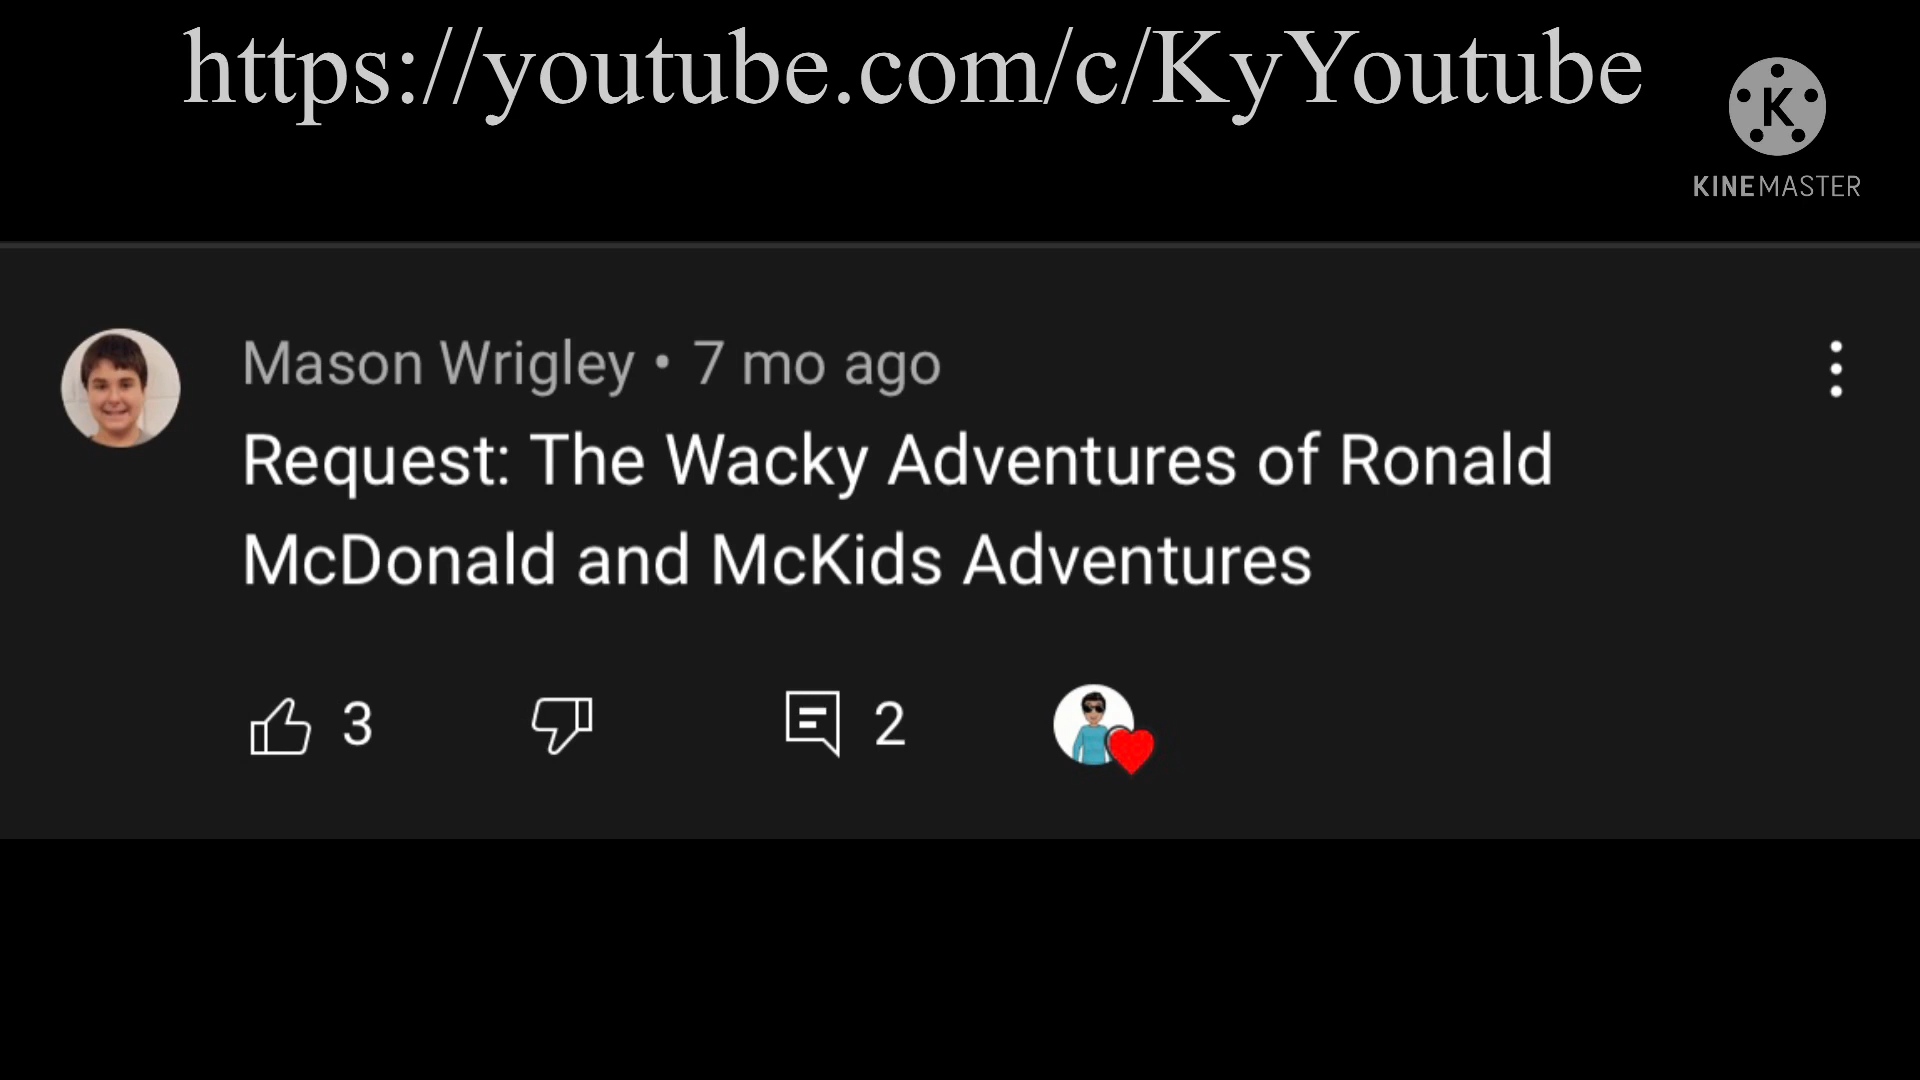 https://youtube.com/c/KyYoutube
K
KINEMASTER
Mason Wrigley • 7 mo ago
Request: The Wacky Adventures of Ronald
McDonald and McKids Adventures
3
2